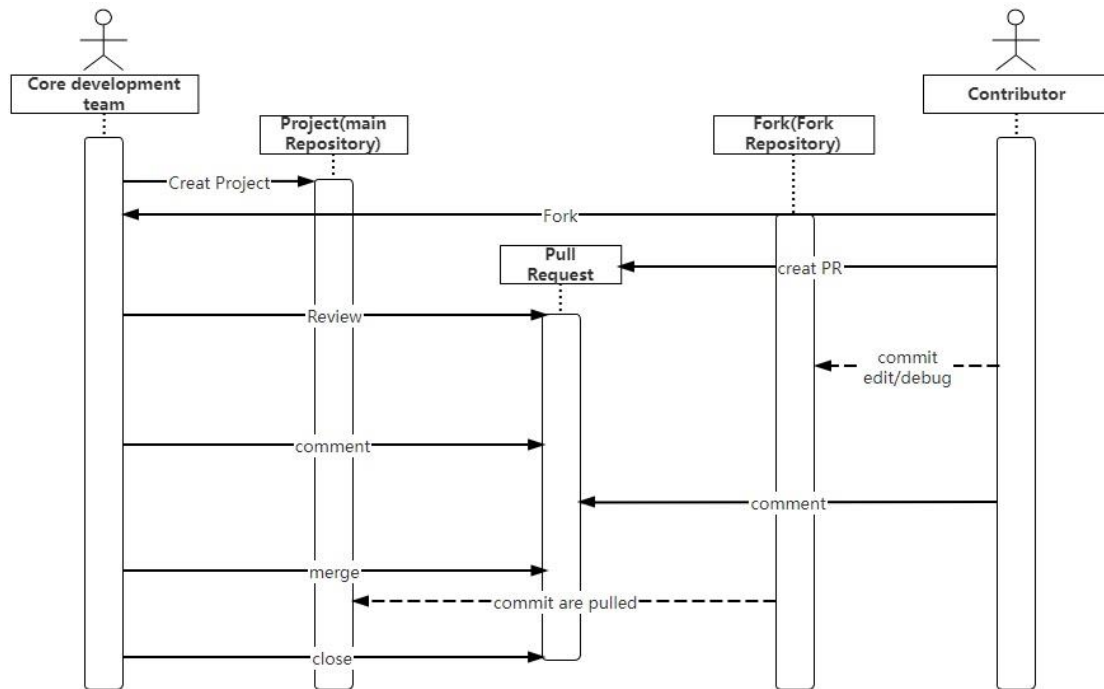 Core development
team
Contributor
Project(main
Repository)
Fork(Fork
Repository)
Creat Project
Fork
Pull
Request
creat PR
Review
commit
edit/debug
comment
comment
merge
commit are pulled
close